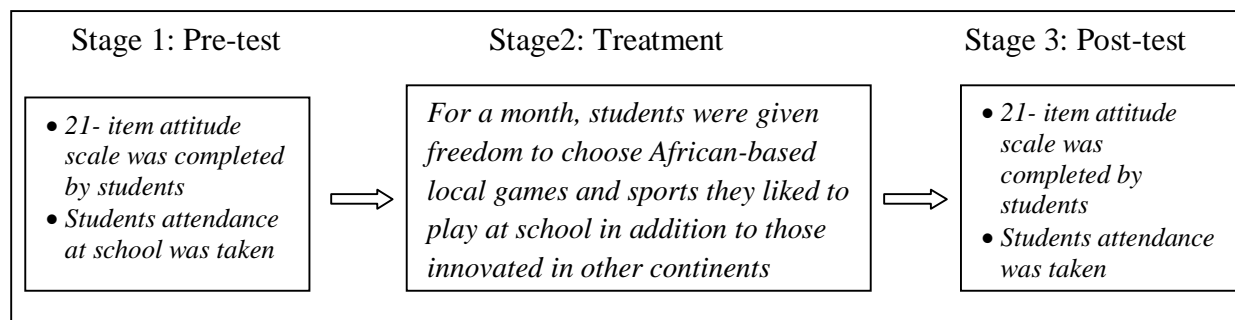 Stage 1: Pre-test
Stage2: Treatment
Stage 3: Post-test
• 21- item attitude
scale was completed
by students
• Students attendance
at school was taken
For a month, students were given
freedom to choose African-based
local games and sports they liked to
play at school in addition to those
innovated in other continents
• 21- item attitude
scale was
completed by
students
• Students attendance
was taken